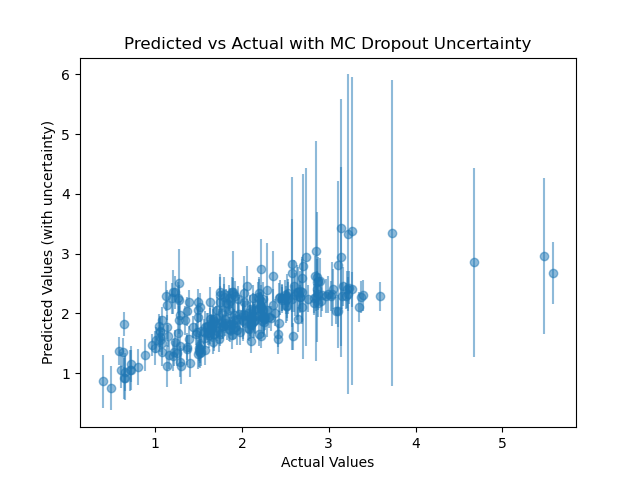 Predicted vs Actual with MC Dropout Uncertainty
Predicted Values (with uncertainty)
6
5
4
3
2
1
1 2 3 4 5
Actual Values